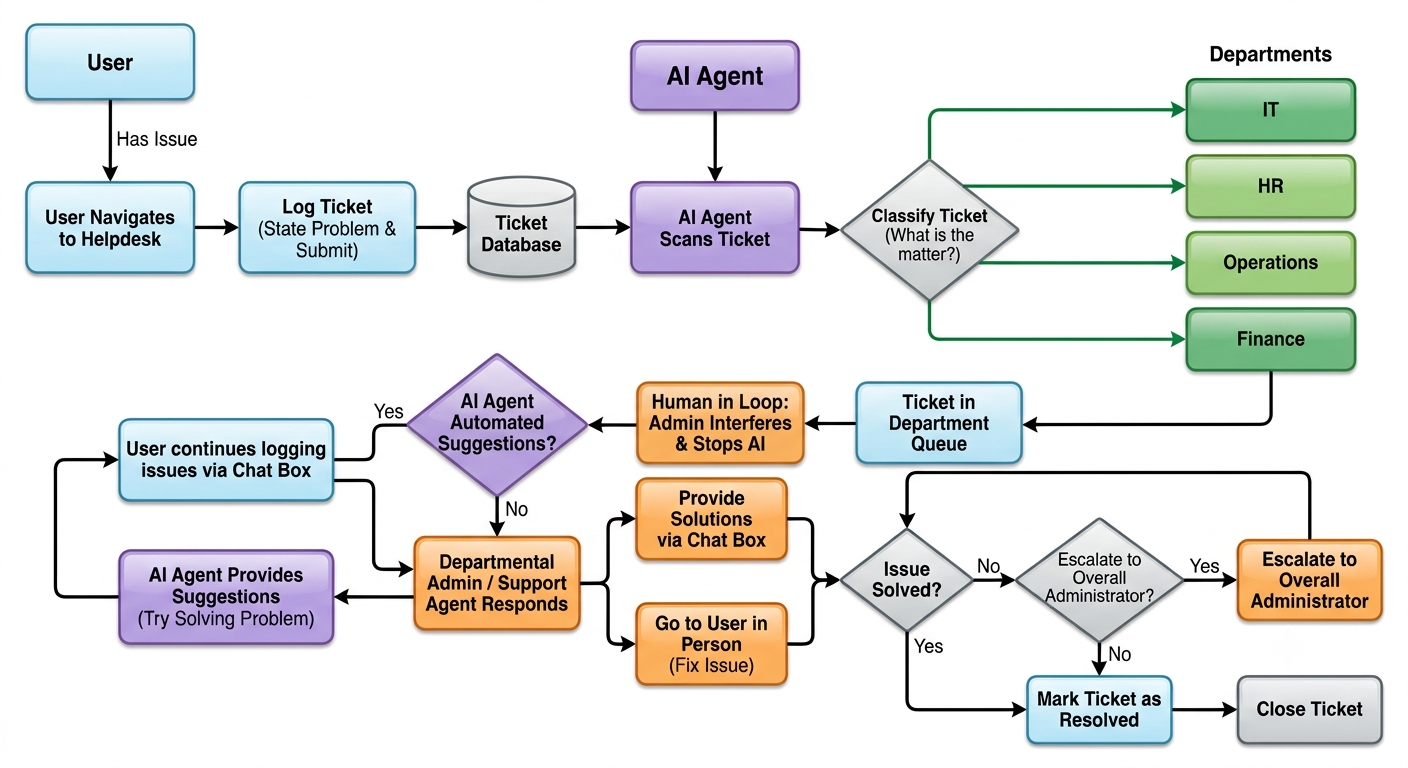 User
Has Issue
User Navigates
to Helpdesk
Log Ticket
(State Problem &
Submit)
Ticket
Database
AI Agent
AI Agent
Scans Ticket
Classify Ticket
(What is the
matter?)
Departments
IT
HR
Operations
Finance
Ticket in
Department
Queue
Human in Loop:
Admin Interferes
& Stops AI
AI Agent
Automated
Suggestions?
Yes
No
User continues logging
issues via Chat Box
AI Agent Provides
Suggestions
(Try Solving Problem)
Departmental
Admin / Support
Agent Responds
Provide
Solutions
via Chat Box
Go to User in
Person
(Fix Issue)
Issue
Solved?
No
Yes
Escalate to
Overall
Administrator?
Yes
No
Escalate to
Overall
Administrator
Mark Ticket as
Resolved
Close Ticket